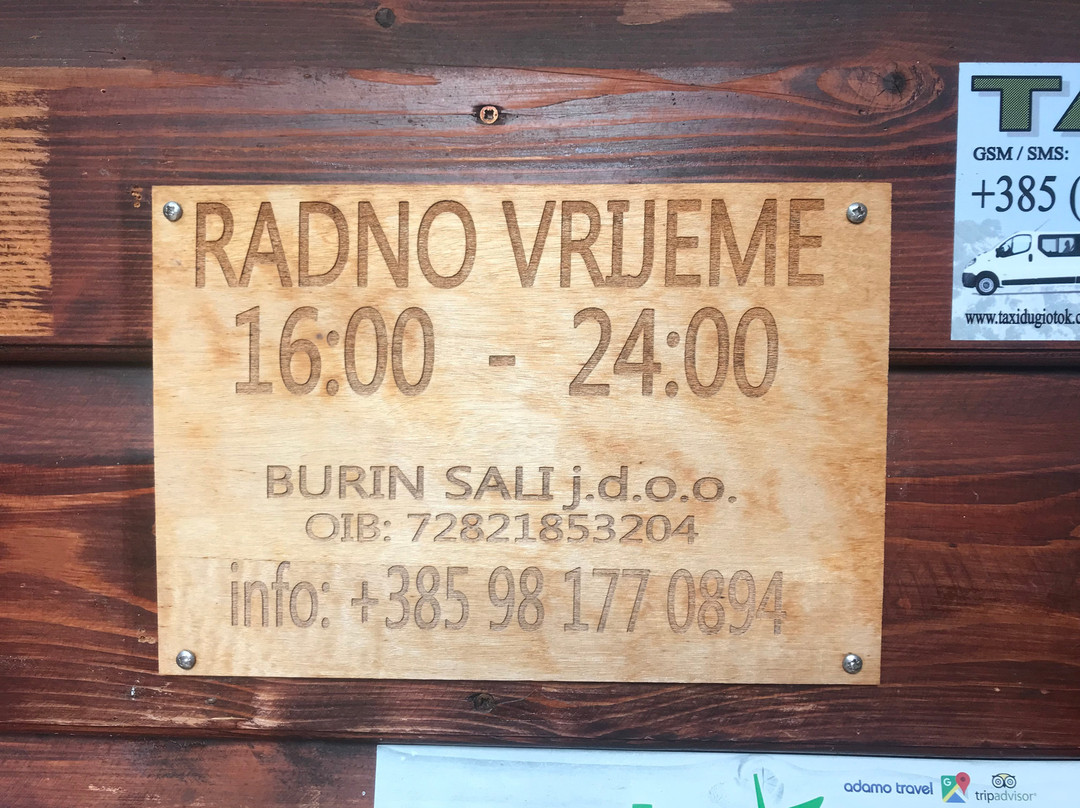 RADNO VRIJEME
16:00 - 24:00
BURIN SALI j.d.o.o.
OIB: 72821853204
info: +385 98 177 0894
GSM / SMS:
+385 (
www.taxidugiotok.c
adamo travel
tripadvisor